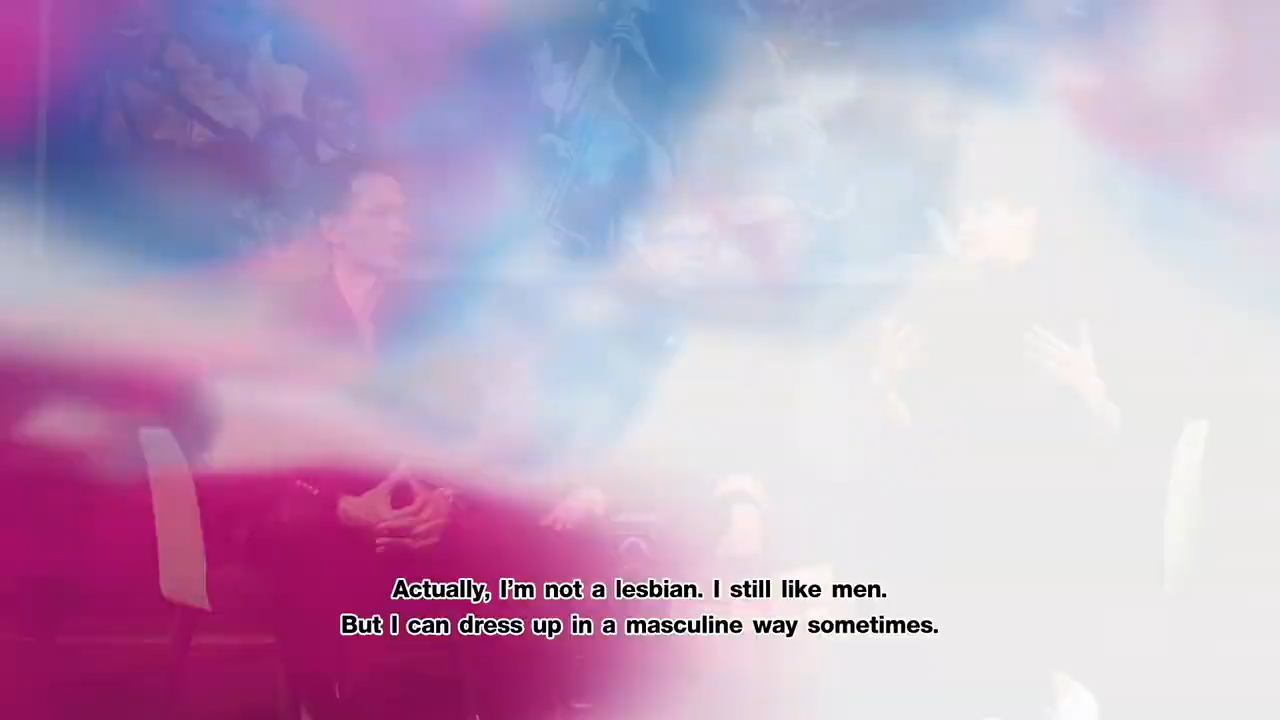 Actually, I'm not a lesbian. I still like men.
But I can dress up in a masculine way sometimes.